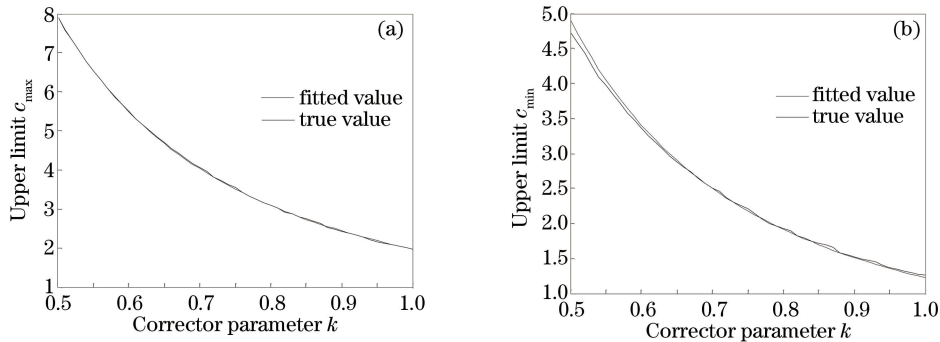 (a)
8
7
6
5
4
3
2
1
Upper limit c_max
fitted value
true value
0.5 0.6 0.7 0.8 0.9 1.0
Corrector parameter k
(b)
5.0
4.5
4.0
3.5
3.0
2.5
2.0
1.5
1.0
Upper limit c_min
fitted value
true value
0.5 0.6 0.7 0.8 0.9 1.0
Corrector parameter k